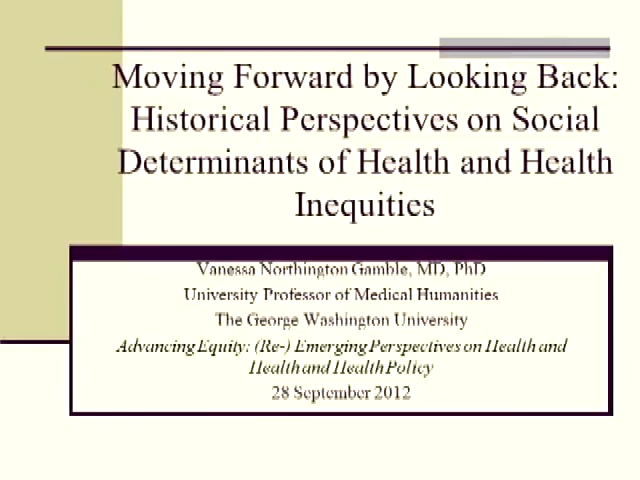 Moving Forward by Looking Back:
Historical Perspectives on Social
Determinants of Health and Health
Inequities
Vanessa Northington Gamble, MD, PhD
University Professor of Medical Humanities
The George Washington University
Advancing Equity: (Re-) Emerging Perspectives on Health and
Health and Health Policy
28 September 2012